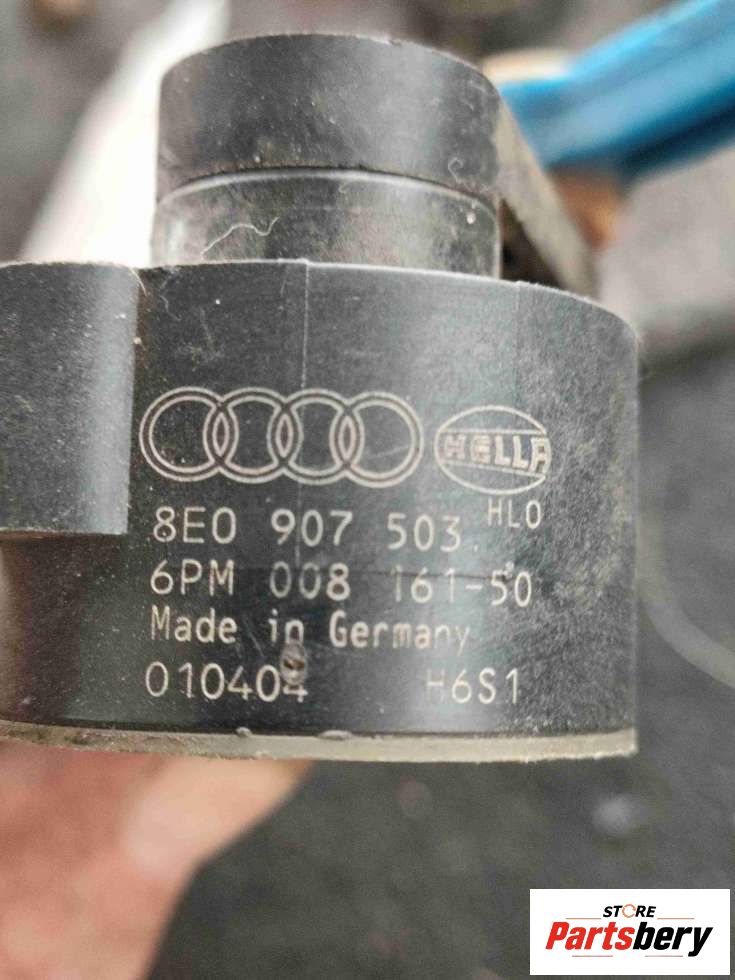 HELLA
HLO
8E0 907 503
6PM 008 161-50
Made in Germany
010404 H6S1
STORE
Partsbery